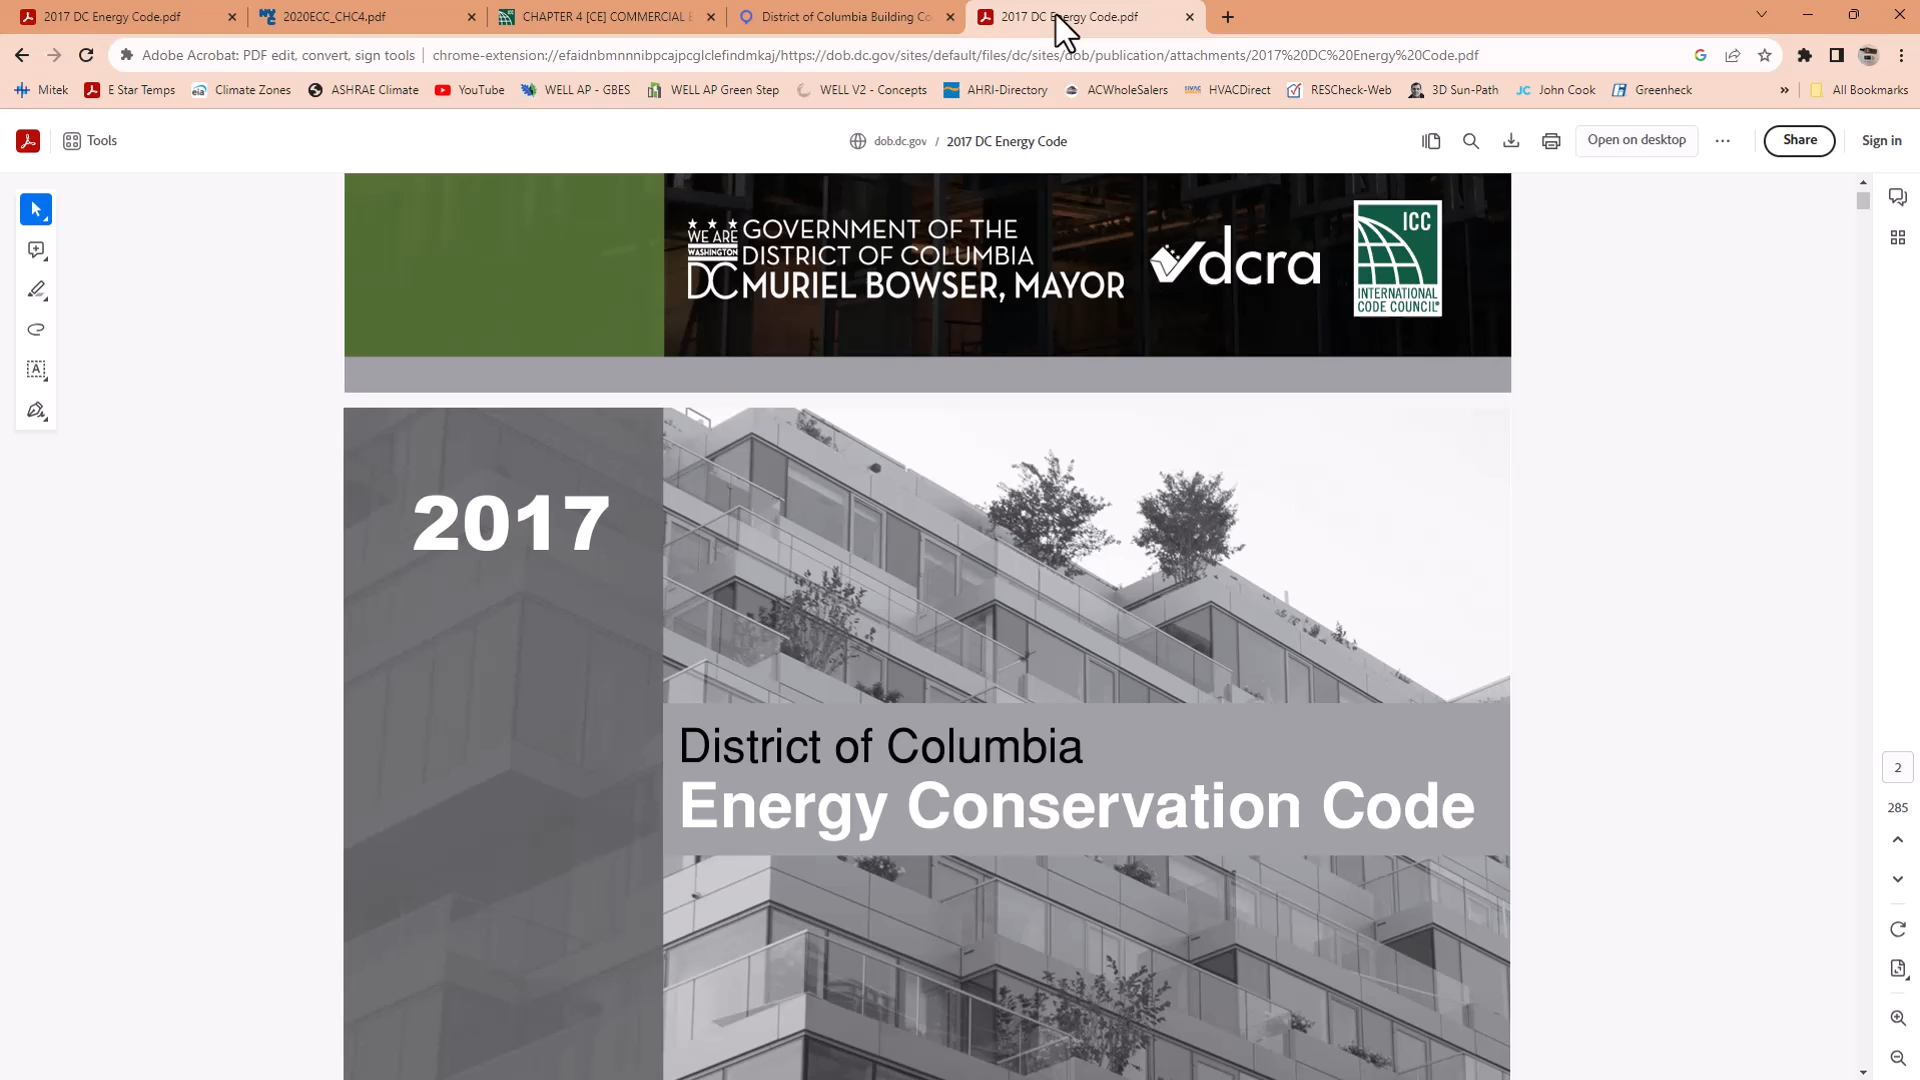 2017 DC Energy Code.pdf
2020ECC_CHC4.pdf
CHAPTER 4 [CE] COMMERCIAL E
District of Columbia Building Co
2017 DC Energy Code.pdf
Adobe Acrobat: PDF edit, convert, sign tools
chrome-extension://efaidnbmnnnibpcajpcglclefindmkaj/https://dob.dc.gov/sites/default/files/dc/sites/dob/publication/attachments/2017%20DC%20Energy%20Code.pdf
Mitek
E Star Temps
Climate Zones
ASHRAE Climate
YouTube
WELL AP - GBES
WELL AP Green Step
WELL V2 - Concepts
AHRI-Directory
ACWholeSalers
HVACDirect
RESCheck-Web
3D Sun-Path
JC John Cook
Greenheck
»
All Bookmarks
Tools
dob.dc.gov / 2017 DC Energy Code
Open on desktop
Share
Sign in
WE ARE
WASHINGTON
DC
GOVERNMENT OF THE
DISTRICT OF COLUMBIA
MURIEL BOWSER, MAYOR
dcra
ICC
INTERNATIONAL
CODE COUNCIL®
2017
District of Columbia
Energy Conservation Code
2
285